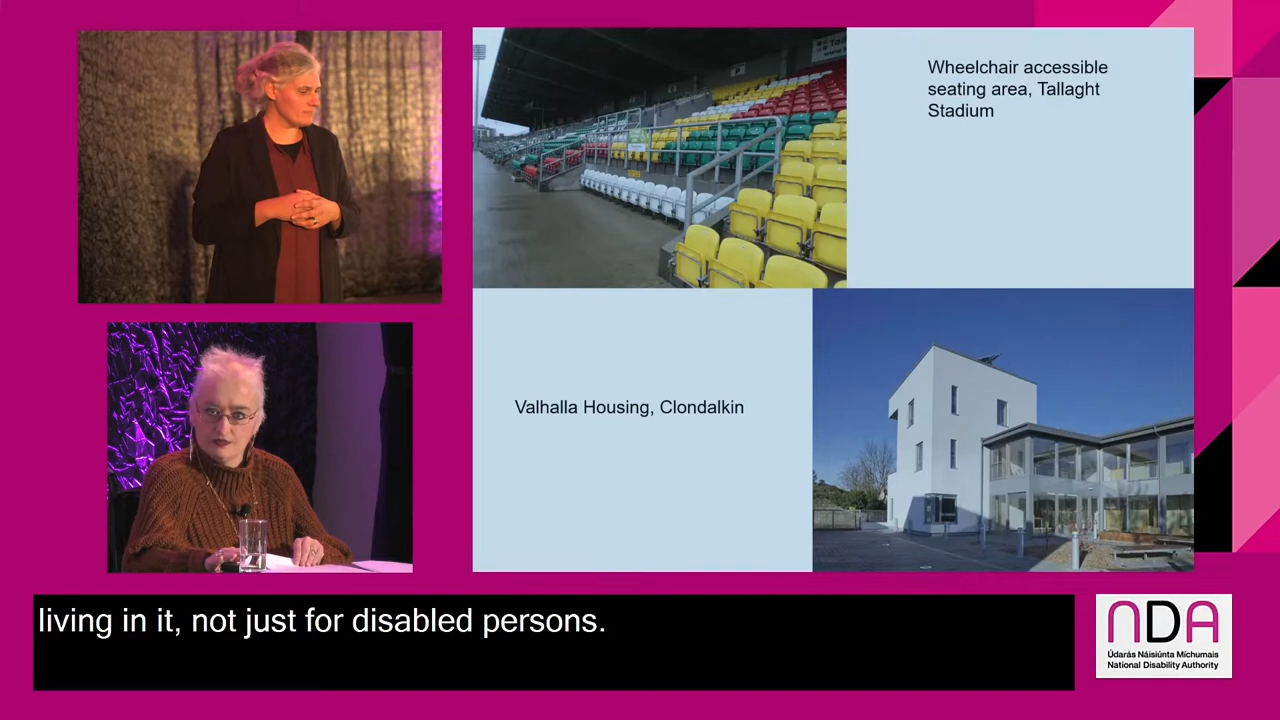 Wheelchair accessible
seating area, Tallaght
Stadium
Valhalla Housing, Clondalkin
living in it, not just for disabled persons.
NDA
Údarás Náisiúnta Míchumais
National Disability Authority